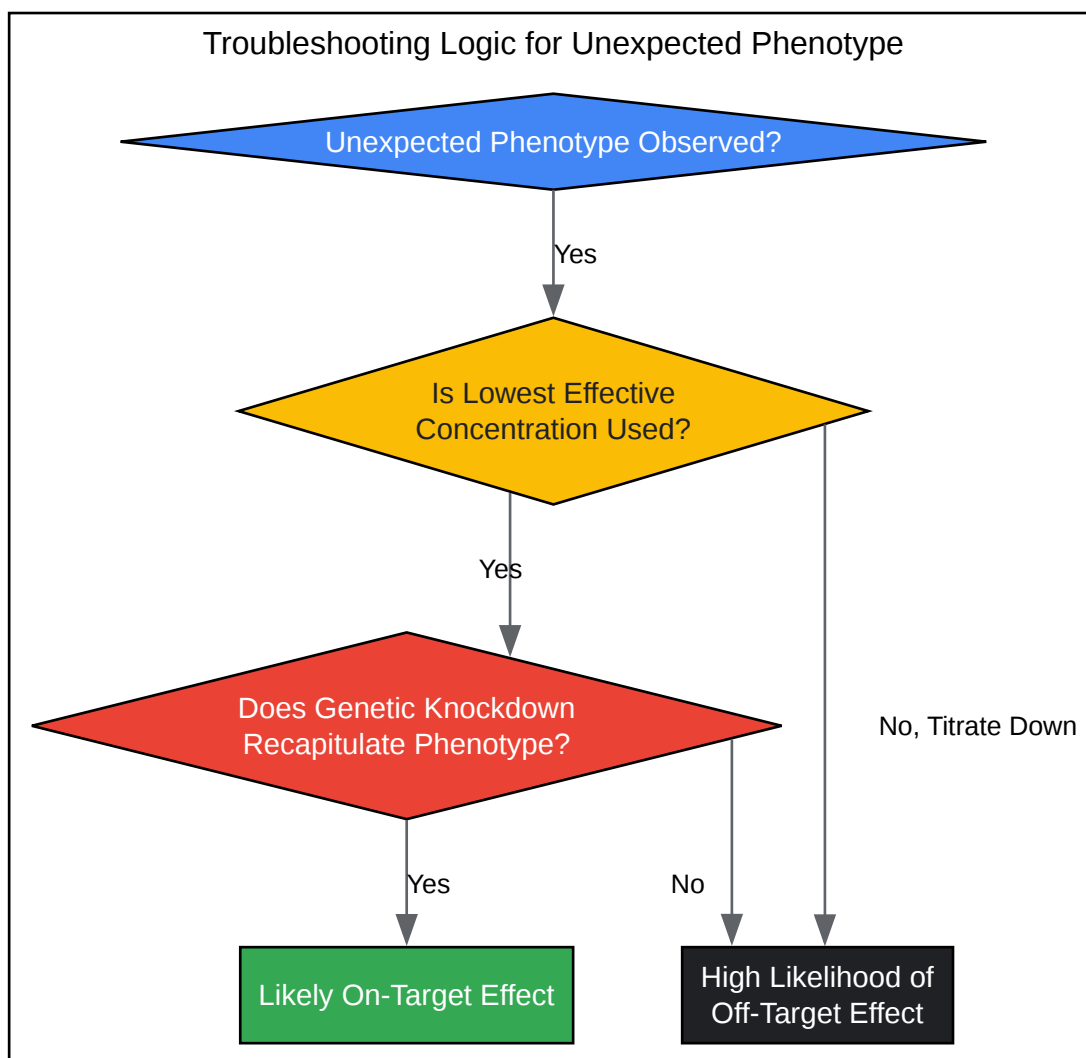 Troubleshooting Logic for Unexpected Phenotype
Unexpected Phenotype Observed?
Yes
Is Lowest Effective
Concentration Used?
Yes
Does Genetic Knockdown
Recapitulate Phenotype?
No, Titrate Down
Yes
No
Likely On-Target Effect
High Likelihood of
Off-Target Effect